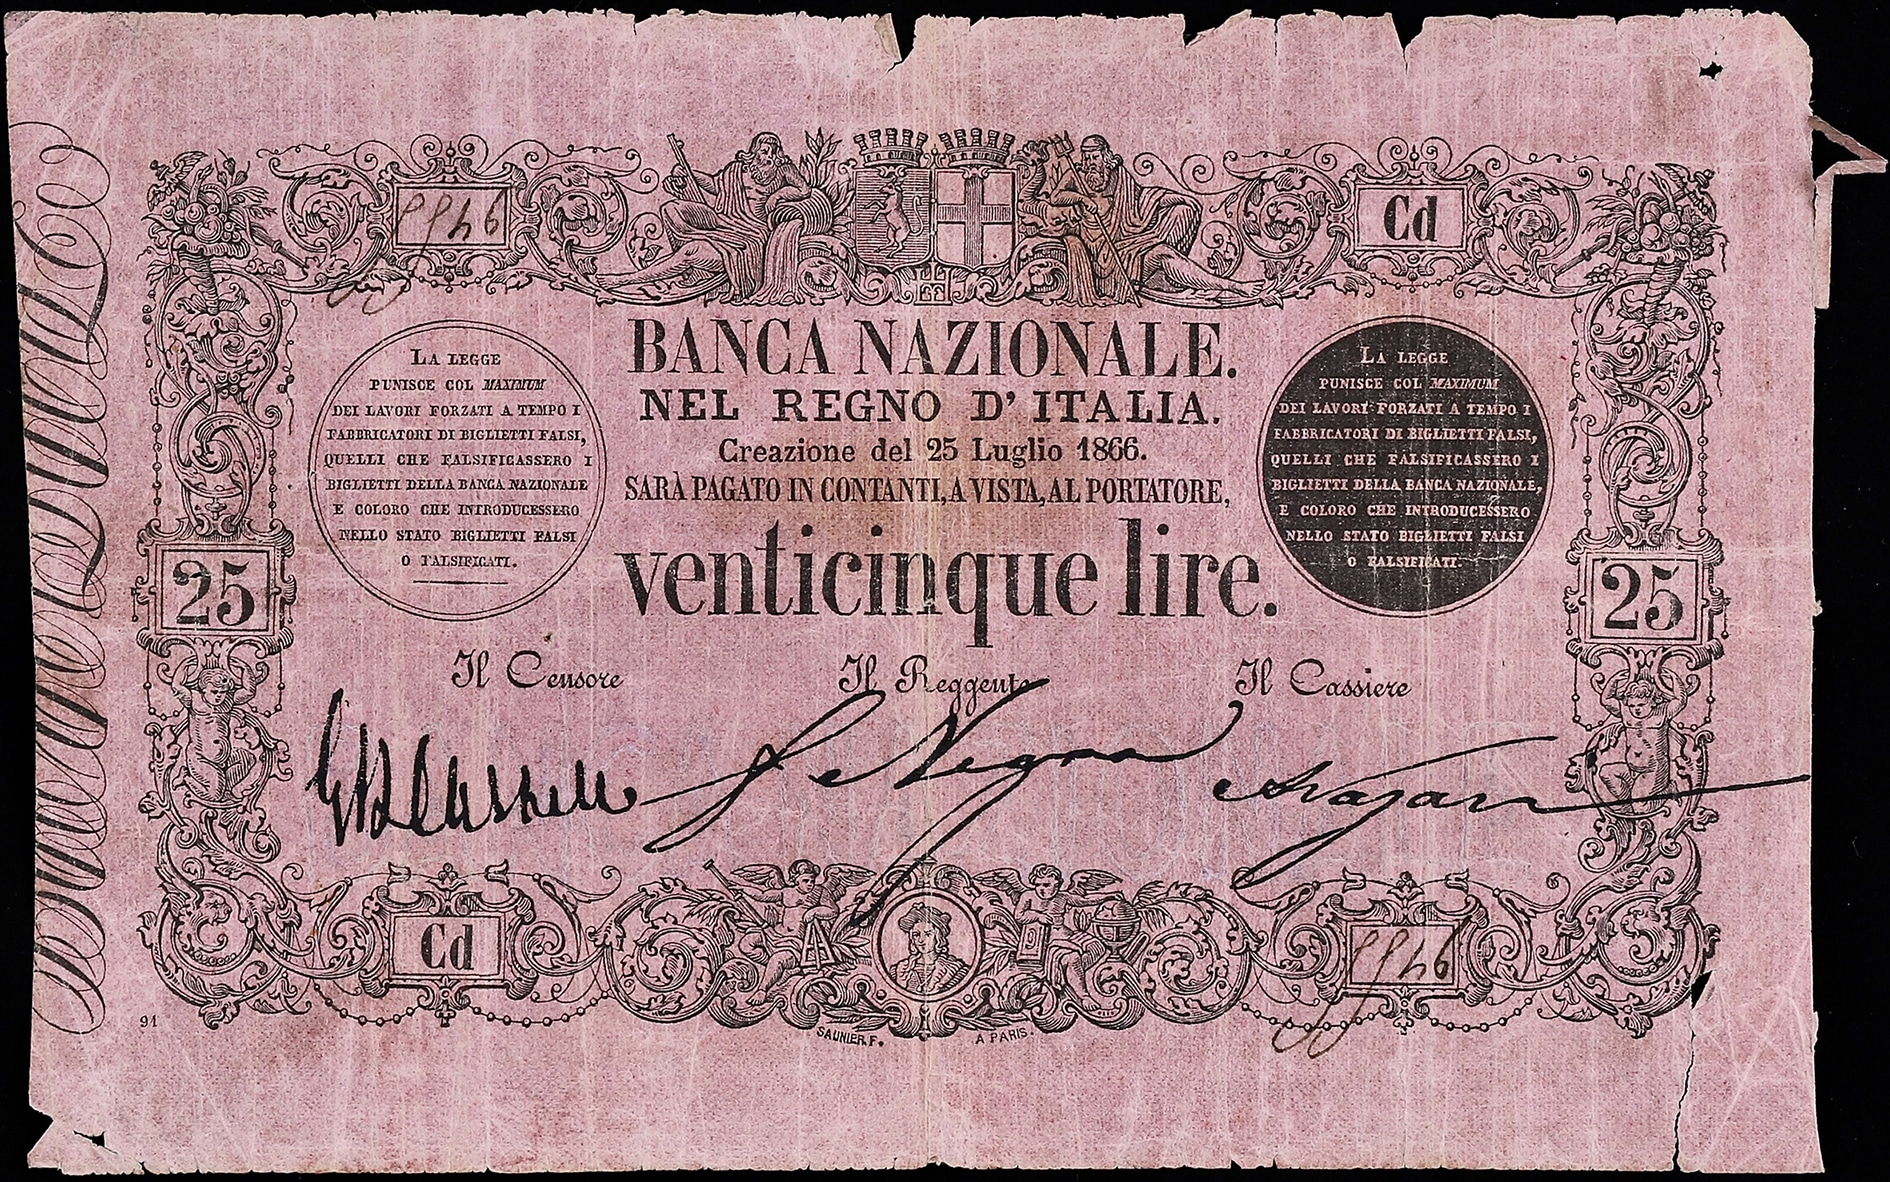 Cd
BANCA NAZIONALE.
NEL REGNO D'ITALIA.
Creazione del 25 Luglio 1866.
SARÀ PAGATO IN CONTANTI, A VISTA, AL PORTATORE,
venticinque lire.
LA LEGGE
PUNISCE COL MAXIMUM
DEI LAVORI FORZATI A TEMPO I
FABBRICATORI DI BIGLIETTI FALSI,
QUELLI CHE FALSIFICASSERO I
BIGLIETTI DELLA BANCA NAZIONALE
E COLORO CHE INTRODUCESSERO
NELLO STATO BIGLIETTI FALSI
O FALSIFICATI.
LA LEGGE
PUNISCE COL MAXIMUM
DEI LAVORI FORZATI A TEMPO I
FABBRICATORI DI BIGLIETTI FALSI,
QUELLI CHE FALSIFICASSERO I
BIGLIETTI DELLA BANCA NAZIONALE,
E COLORO CHE INTRODUCESSERO
NELLO STATO BIGLIETTI FALSI
O FALSIFICATI.
25
25
Il Censore
Il Reggente
Il Cassiere
Cd
91
SAUNIER. F.
A PARIS.